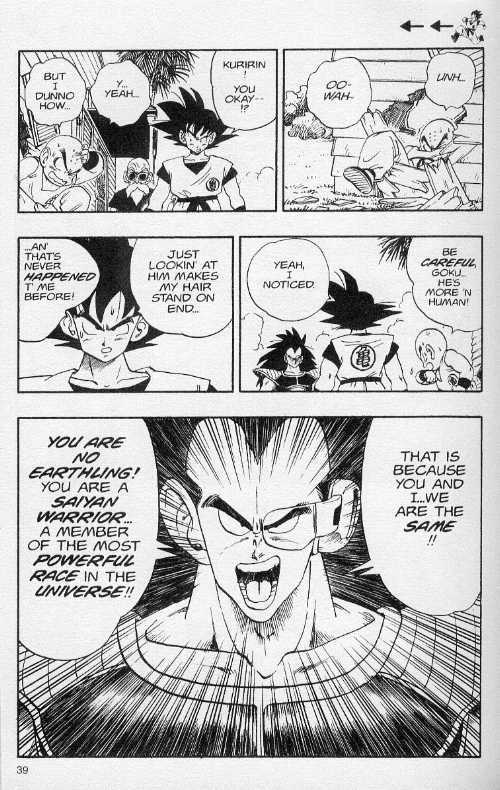 UNH...
OO-
WAH-
KURIRIN
!
YOU
OKAY--
!?
Y...
YEAH...
BUT
I
DUNNO
HOW...
BE
CAREFUL,
GOKU...
HE'S
MORE 'N
HUMAN!
YEAH,
I
NOTICED.
亀
JUST
LOOKIN' AT
HIM MAKES
MY HAIR
STAND ON
END...
...AN'
THAT'S
NEVER
HAPPENED
T' ME
BEFORE!
THAT IS
BECAUSE
YOU AND
I...WE
ARE THE
SAME
!!
YOU ARE
NO
EARTHLING!
YOU ARE A
SAIYAN
WARRIOR...
A MEMBER
OF THE MOST
POWERFUL
RACE IN THE
UNIVERSE!!
39